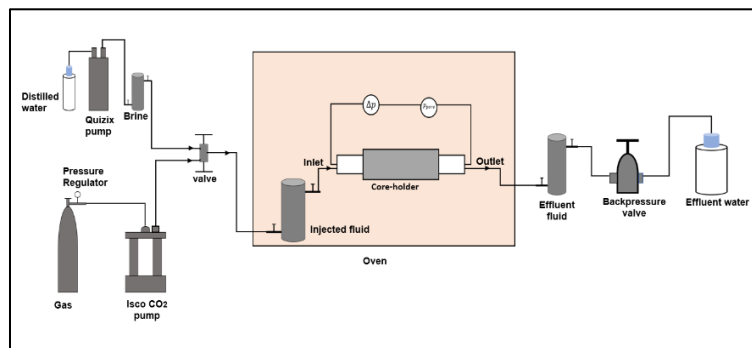 Distilled
water
Quizix
pump
Brine
valve
Pressure
Regulator
Gas
Isco CO2
pump
Δp
Inlet
Outlet
Core-holder
Injected fluid
Oven
Effluent
fluid
Backpressure
valve
Effluent water